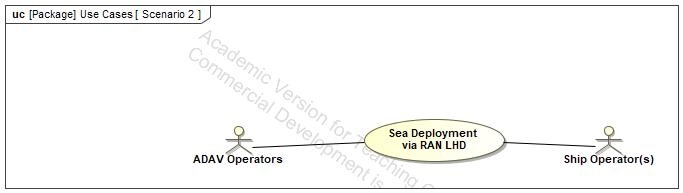 uc [Package] Use Cases [ Scenario 2 ]
Academic Version for Teaching
Commercial Development is
Sea Deployment
via RAN LHD
ADAV Operators
Ship Operator(s)